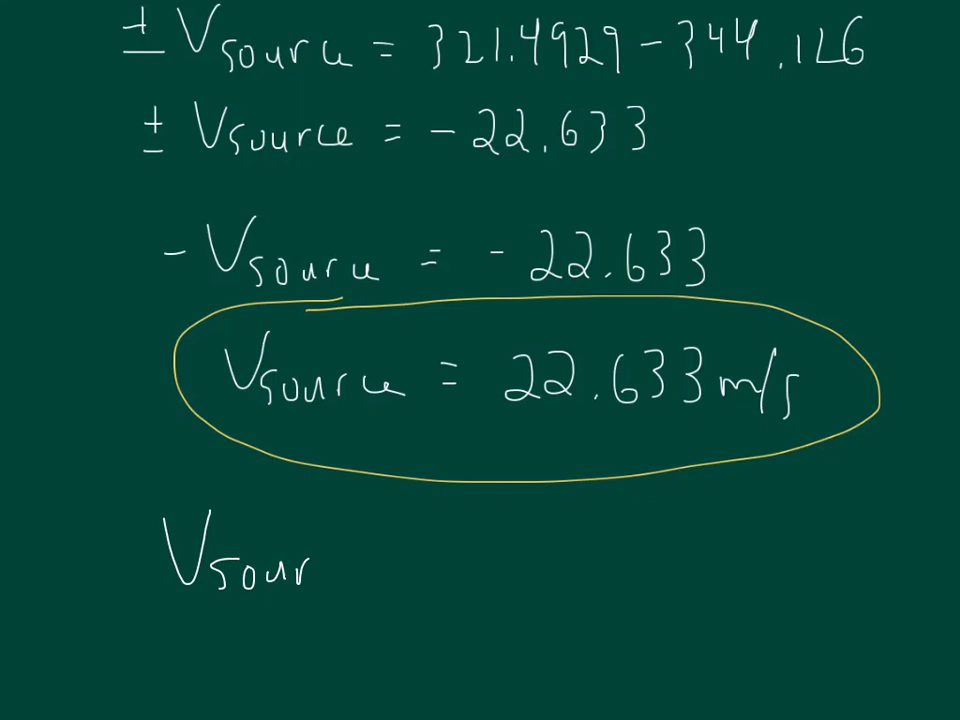 ± Vsource = 321.4929 - 344.126
± Vsource = - 22.633
- Vsource = - 22.633
Vsource = 22.633 m/s
Vsour